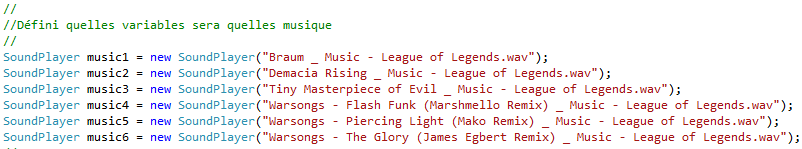 //
//Défini quelles variables sera quelles musique
//
SoundPlayer music1 = new SoundPlayer("Braum _ Music - League of Legends.wav");
SoundPlayer music2 = new SoundPlayer("Demacia Rising _ Music - League of Legends.wav");
SoundPlayer music3 = new SoundPlayer("Tiny Masterpiece of Evil _ Music - League of Legends.wav");
SoundPlayer music4 = new SoundPlayer("Warsongs - Flash Funk (Marshmello Remix) _ Music - League of Legends.wav");
SoundPlayer music5 = new SoundPlayer("Warsongs - Piercing Light (Mako Remix) _ Music - League of Legends.wav");
SoundPlayer music6 = new SoundPlayer("Warsongs - The Glory (James Egbert Remix) _ Music - League of Legends.wav");